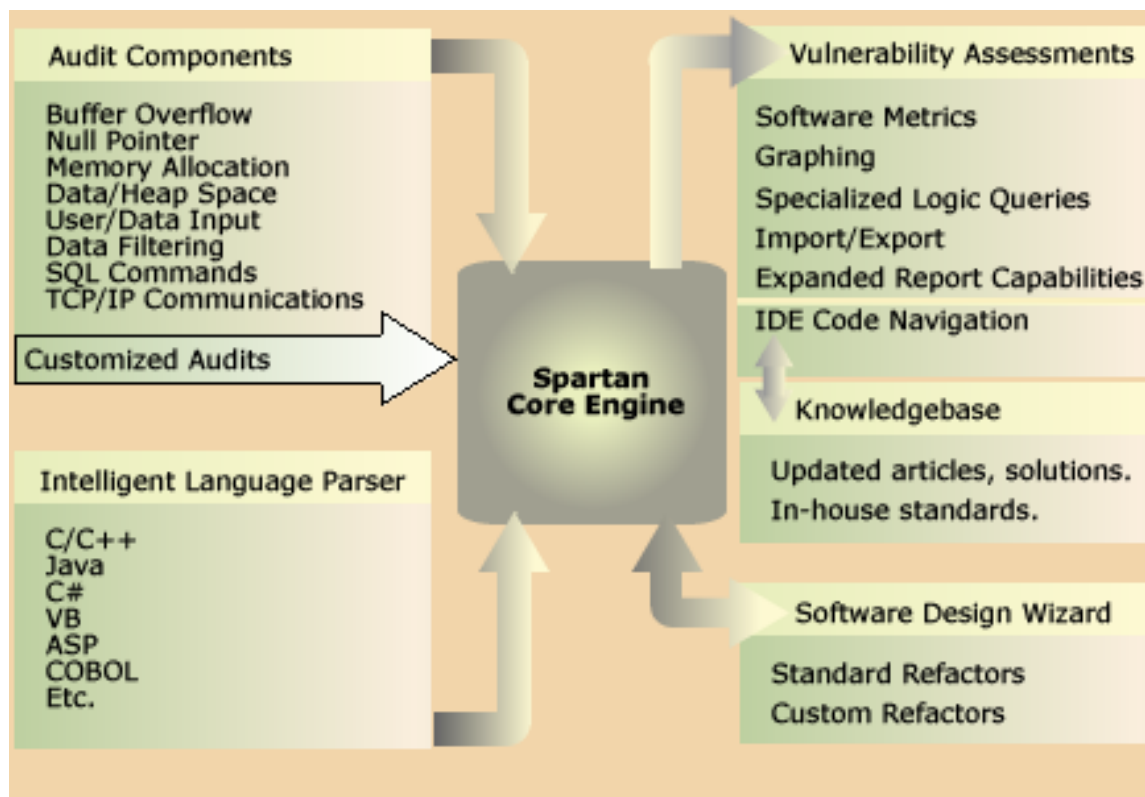 Audit Components
Buffer Overflow
Null Pointer
Memory Allocation
Data/Heap Space
User/Data Input
Data Filtering
SQL Commands
TCP/IP Communications
Customized Audits
Intelligent Language Parser
C/C++
Java
C#
VB
ASP
COBOL
Etc.
Spartan
Core Engine
Vulnerability Assessments
Software Metrics
Graphing
Specialized Logic Queries
Import/Export
Expanded Report Capabilities
IDE Code Navigation
Knowledgebase
Updated articles, solutions.
In-house standards.
Software Design Wizard
Standard Refactors
Custom Refactors